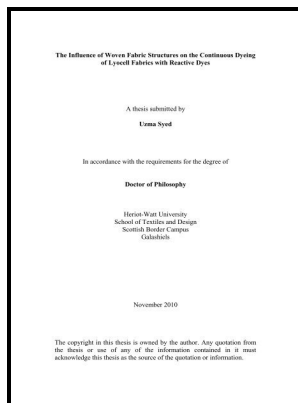 The Influence of Woven Fabric Structures on the Continuous Dyeing
of Lyocell Fabrics with Reactive Dyes
A thesis submitted by
Uzma Syed
In accordance with the requirements for the degree of
Doctor of Philosophy
Heriot-Watt University
School of Textiles and Design
Scottish Border Campus
Galashiels
November 2010
The copyright in this thesis is owned by the author. Any quotation from
the thesis or use of any of the information contained in it must
acknowledge this thesis as the source of the quotation or information.